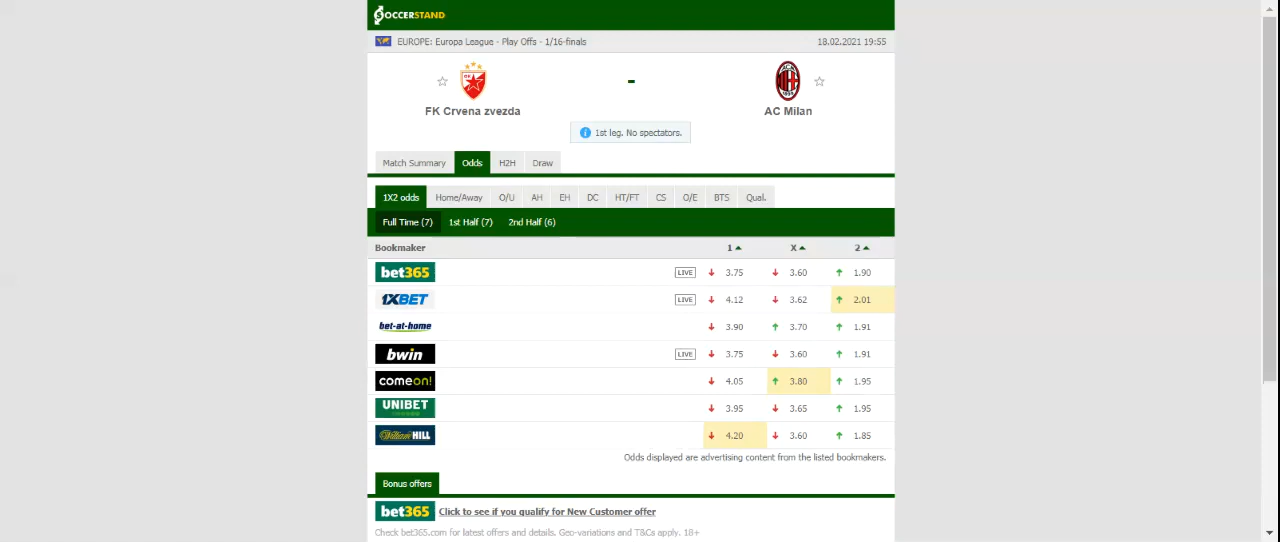 SOCCERSTAND
EUROPE: Europa League - Play Offs - 1/16-finals 18.02.2021 19:55
-
FK Crvena zvezda AC Milan
1st leg. No spectators.
Match Summary Odds H2H Draw
1X2 odds Home/Away O/U AH EH DC HT/FT CS O/E BTS Qual.
Full Time (7) 1st Half (7) 2nd Half (6)
Bookmaker 1 X 2
bet365 LIVE 3.75 3.60 1.90
1XBET LIVE 4.12 3.62 2.01
bet-at-home 3.90 3.70 1.91
bwin LIVE 3.75 3.60 1.91
comeon! 4.05 3.80 1.95
UNIBET 3.95 3.65 1.95
William HILL 4.20 3.60 1.85
Odds displayed are advertising content from the listed bookmakers.
Bonus offers
bet365 Click to see if you qualify for New Customer offer
Check bet365.com for latest offers and details. Geo-variations and T&Cs apply. 18+